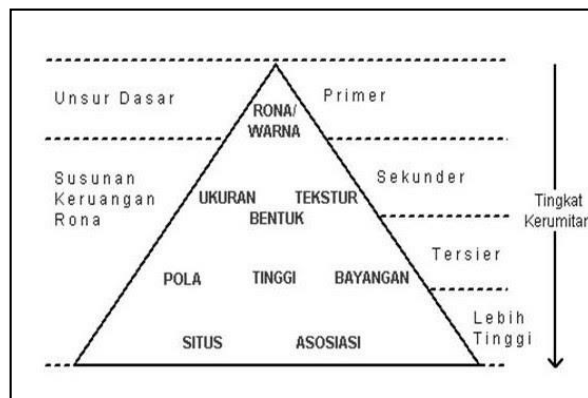 Unsur Dasar
Primer
RONA/
WARNA
Susunan
Keruangan
Rona
Sekunder
UKURAN TEKSTUR
BENTUK
Tingkat
Kerumitan
Tersier
POLA TINGGI BAYANGAN
Lebih
Tinggi
SITUS ASOSIASI